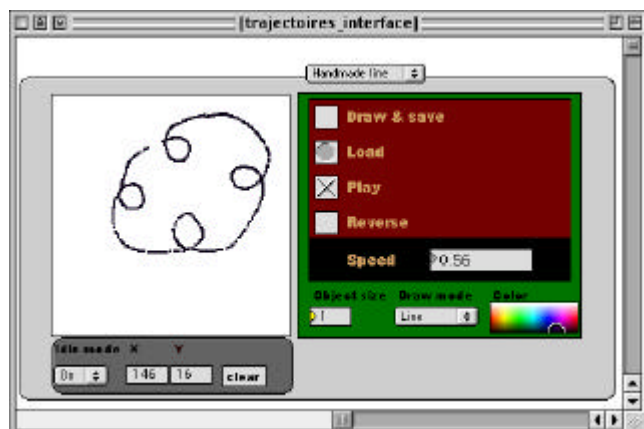 [trajectoires_interface]
Handmade line
Draw & save
Load
Play
Reverse
Speed 0.56
Object size Draw mode Color
1 Line
Idle mode X Y
On 146 16 clear